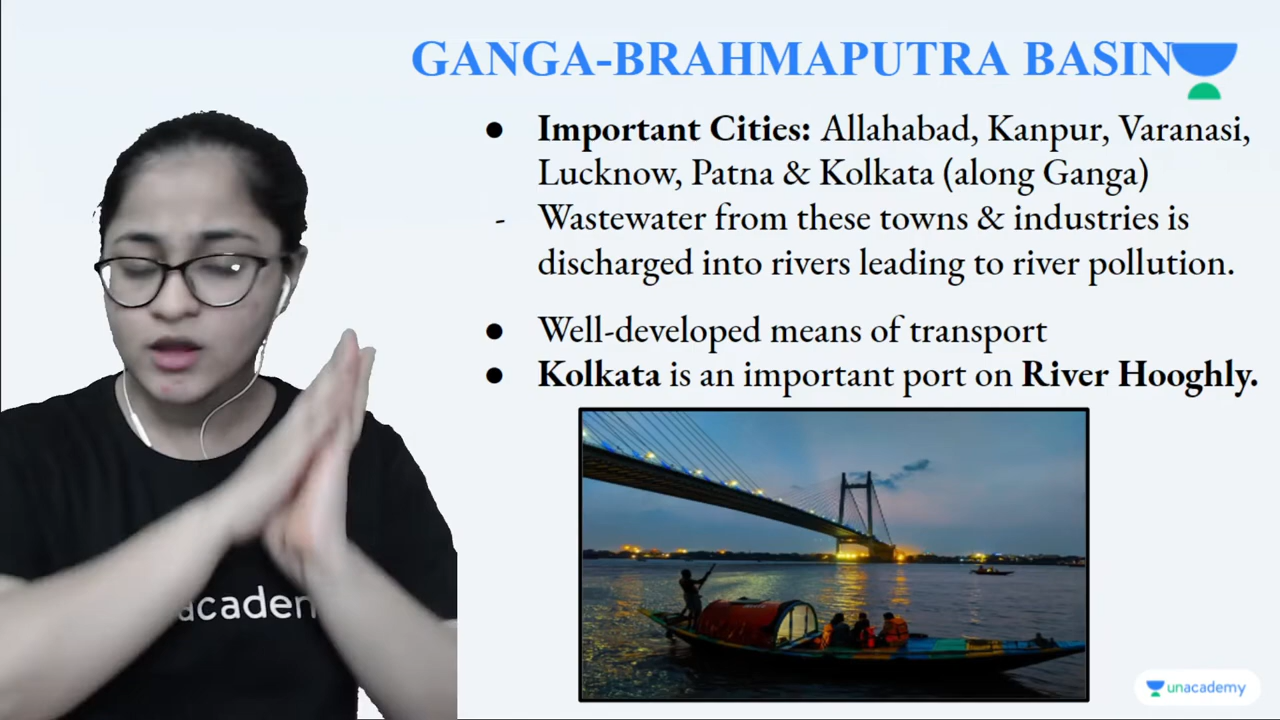 GANGA-BRAHMAPUTRA BASIN
● Important Cities: Allahabad, Kanpur, Varanasi,
Lucknow, Patna & Kolkata (along Ganga)
- Wastewater from these towns & industries is
discharged into rivers leading to river pollution.
● Well-developed means of transport
● Kolkata is an important port on River Hooghly.
acaden
unacademy